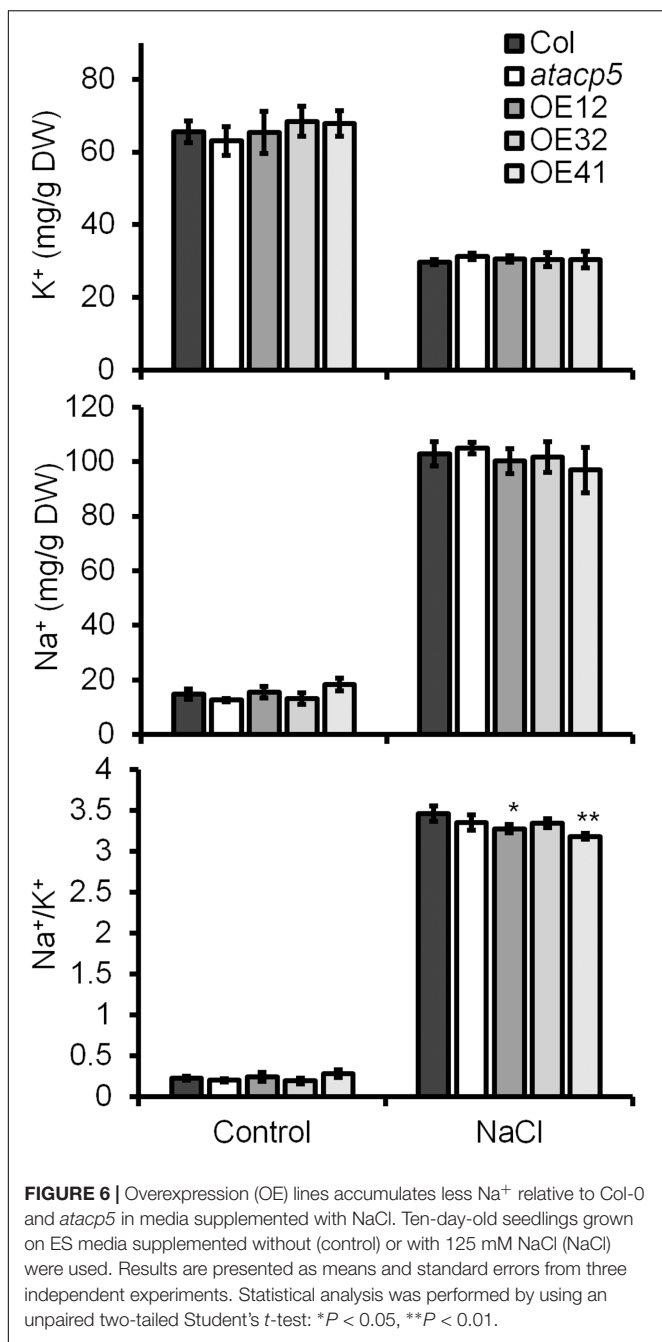 Col
atacp5
OE12
OE32
OE41
K⁺ (mg/g DW)
80
60
40
20
0
Na⁺ (mg/g DW)
120
100
80
60
40
20
0
Na⁺/K⁺
4
3.5
3
2.5
2
1.5
1
0.5
0
*
**
Control
NaCl
FIGURE 6 | Overexpression (OE) lines accumulates less Na⁺ relative to Col-0
and atacp5 in media supplemented with NaCl. Ten-day-old seedlings grown
on ES media supplemented without (control) or with 125 mM NaCl (NaCl)
were used. Results are presented as means and standard errors from three
independent experiments. Statistical analysis was performed by using an
unpaired two-tailed Student's t-test: *P < 0.05, **P < 0.01.